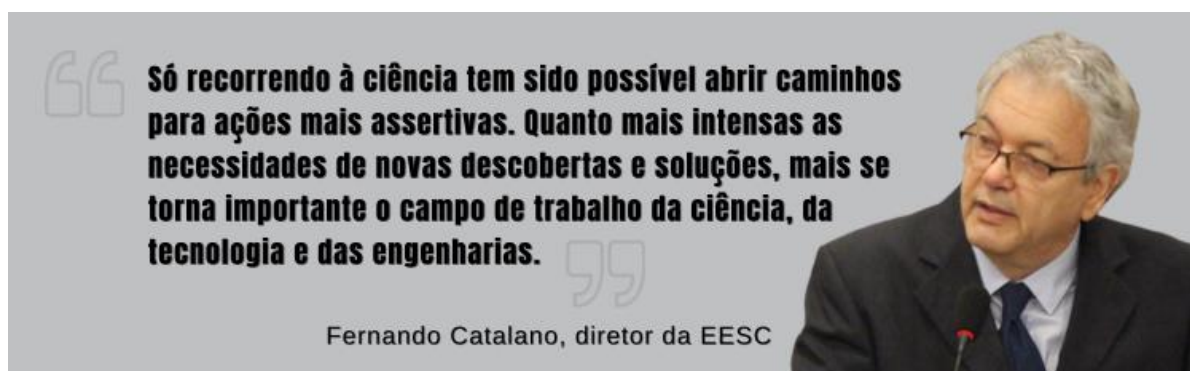 Só recorrendo à ciência tem sido possível abrir caminhos
para ações mais assertivas. Quanto mais intensas as
necessidades de novas descobertas e soluções, mais se
torna importante o campo de trabalho da ciência, da
tecnologia e das engenharias.
Fernando Catalano, diretor da EESC